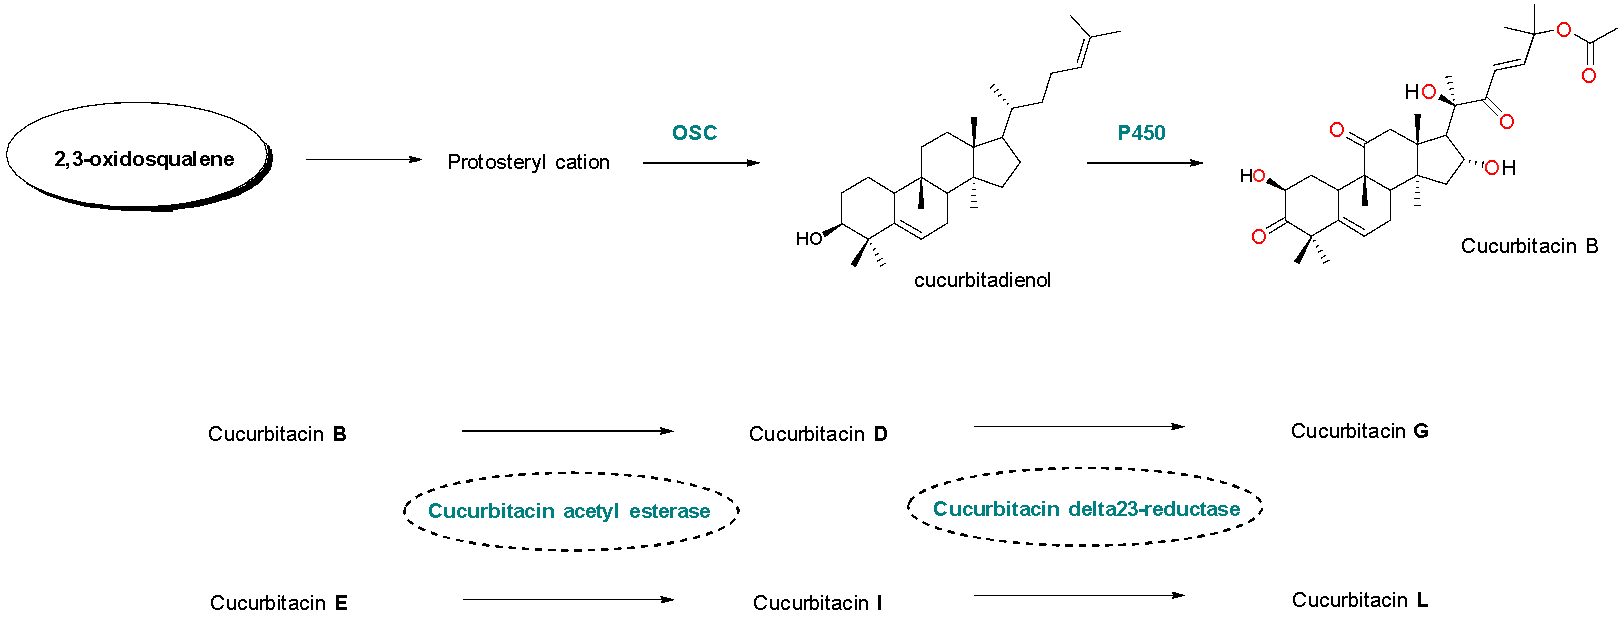 2,3-oxidosqualene
Protosteryl cation
OSC
P450
HO
cucurbitadienol
O
O
HO
O
O
HO
OH
O
Cucurbitacin B
Cucurbitacin B
Cucurbitacin D
Cucurbitacin G
Cucurbitacin acetyl esterase
Cucurbitacin delta23-reductase
Cucurbitacin E
Cucurbitacin I
Cucurbitacin L